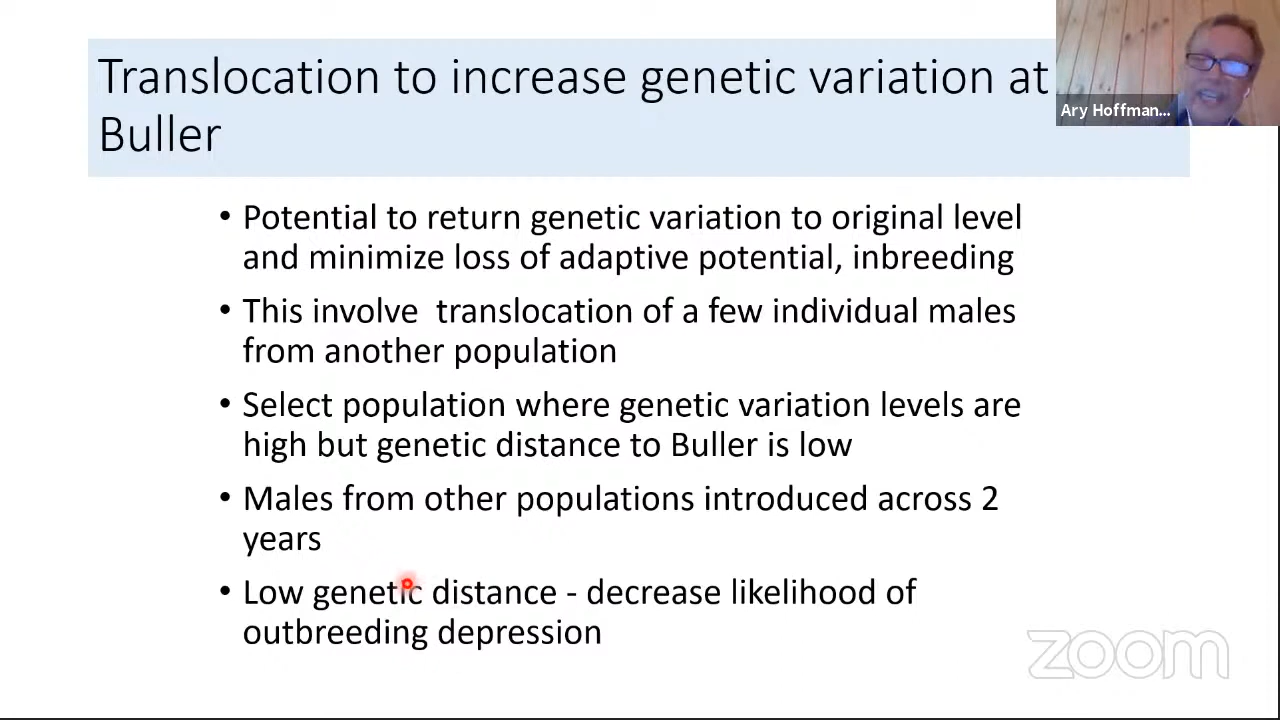 Translocation to increase genetic variation at
Buller
Ary Hoffman...
• Potential to return genetic variation to original level
and minimize loss of adaptive potential, inbreeding
• This involve  translocation of a few individual males
from another population
• Select population where genetic variation levels are
high but genetic distance to Buller is low
• Males from other populations introduced across 2
years
• Low genetic distance - decrease likelihood of
outbreeding depression
zoom